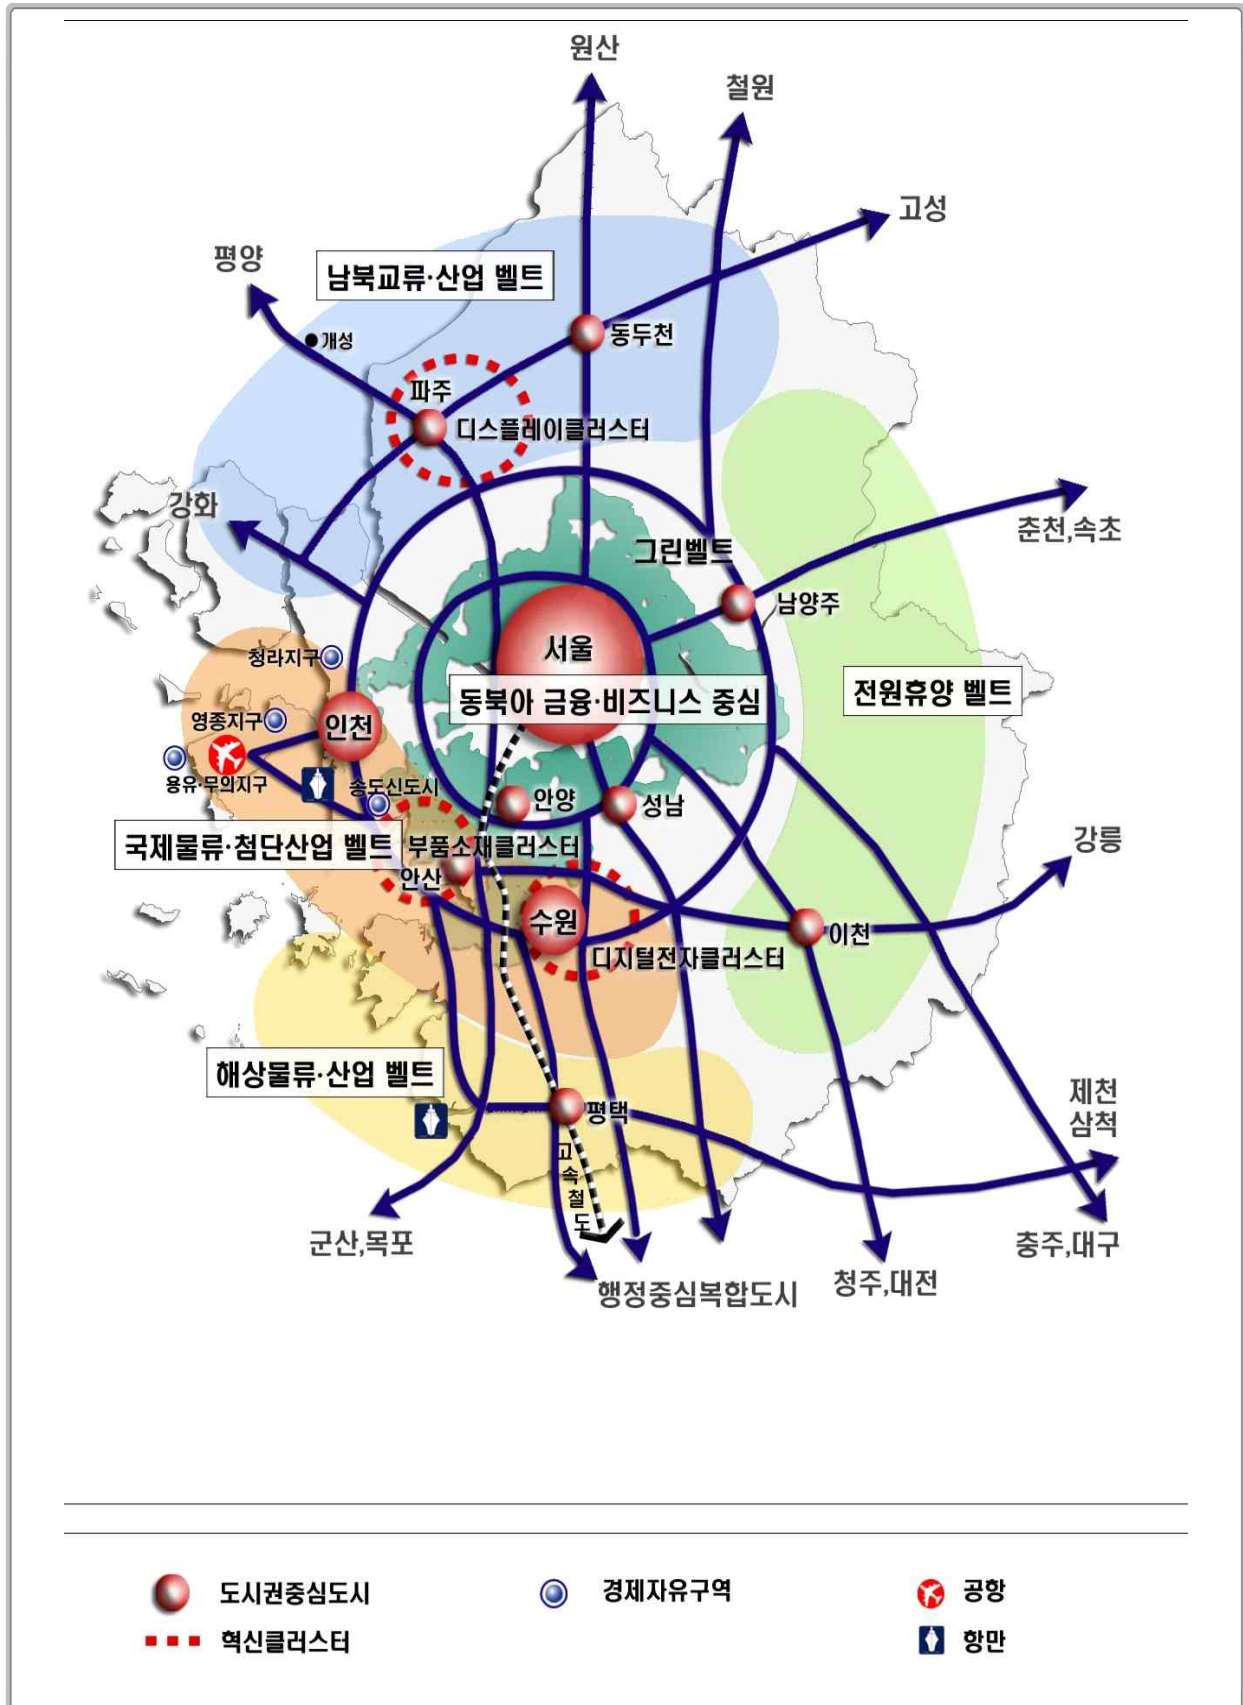 원산
철원
고성
평양
남북교류·산업 벨트
개성
동두천
파주
디스플레이클러스터
강화
춘천,속초
그린벨트
남양주
서울
청라지구
전원휴양 벨트
동북아 금융·비즈니스 중심
영종지구
인천
용유·무의지구
송도신도시
안양
성남
국제물류·첨단산업 벨트
부품소재클러스터
강릉
안산
수원
이천
디지털전자클러스터
해상물류·산업 벨트
평택
제천
삼척
고속철도
군산,목포
충주,대구
청주,대전
행정중심복합도시
도시권중심도시
경제자유구역
공항
혁신클러스터
항만